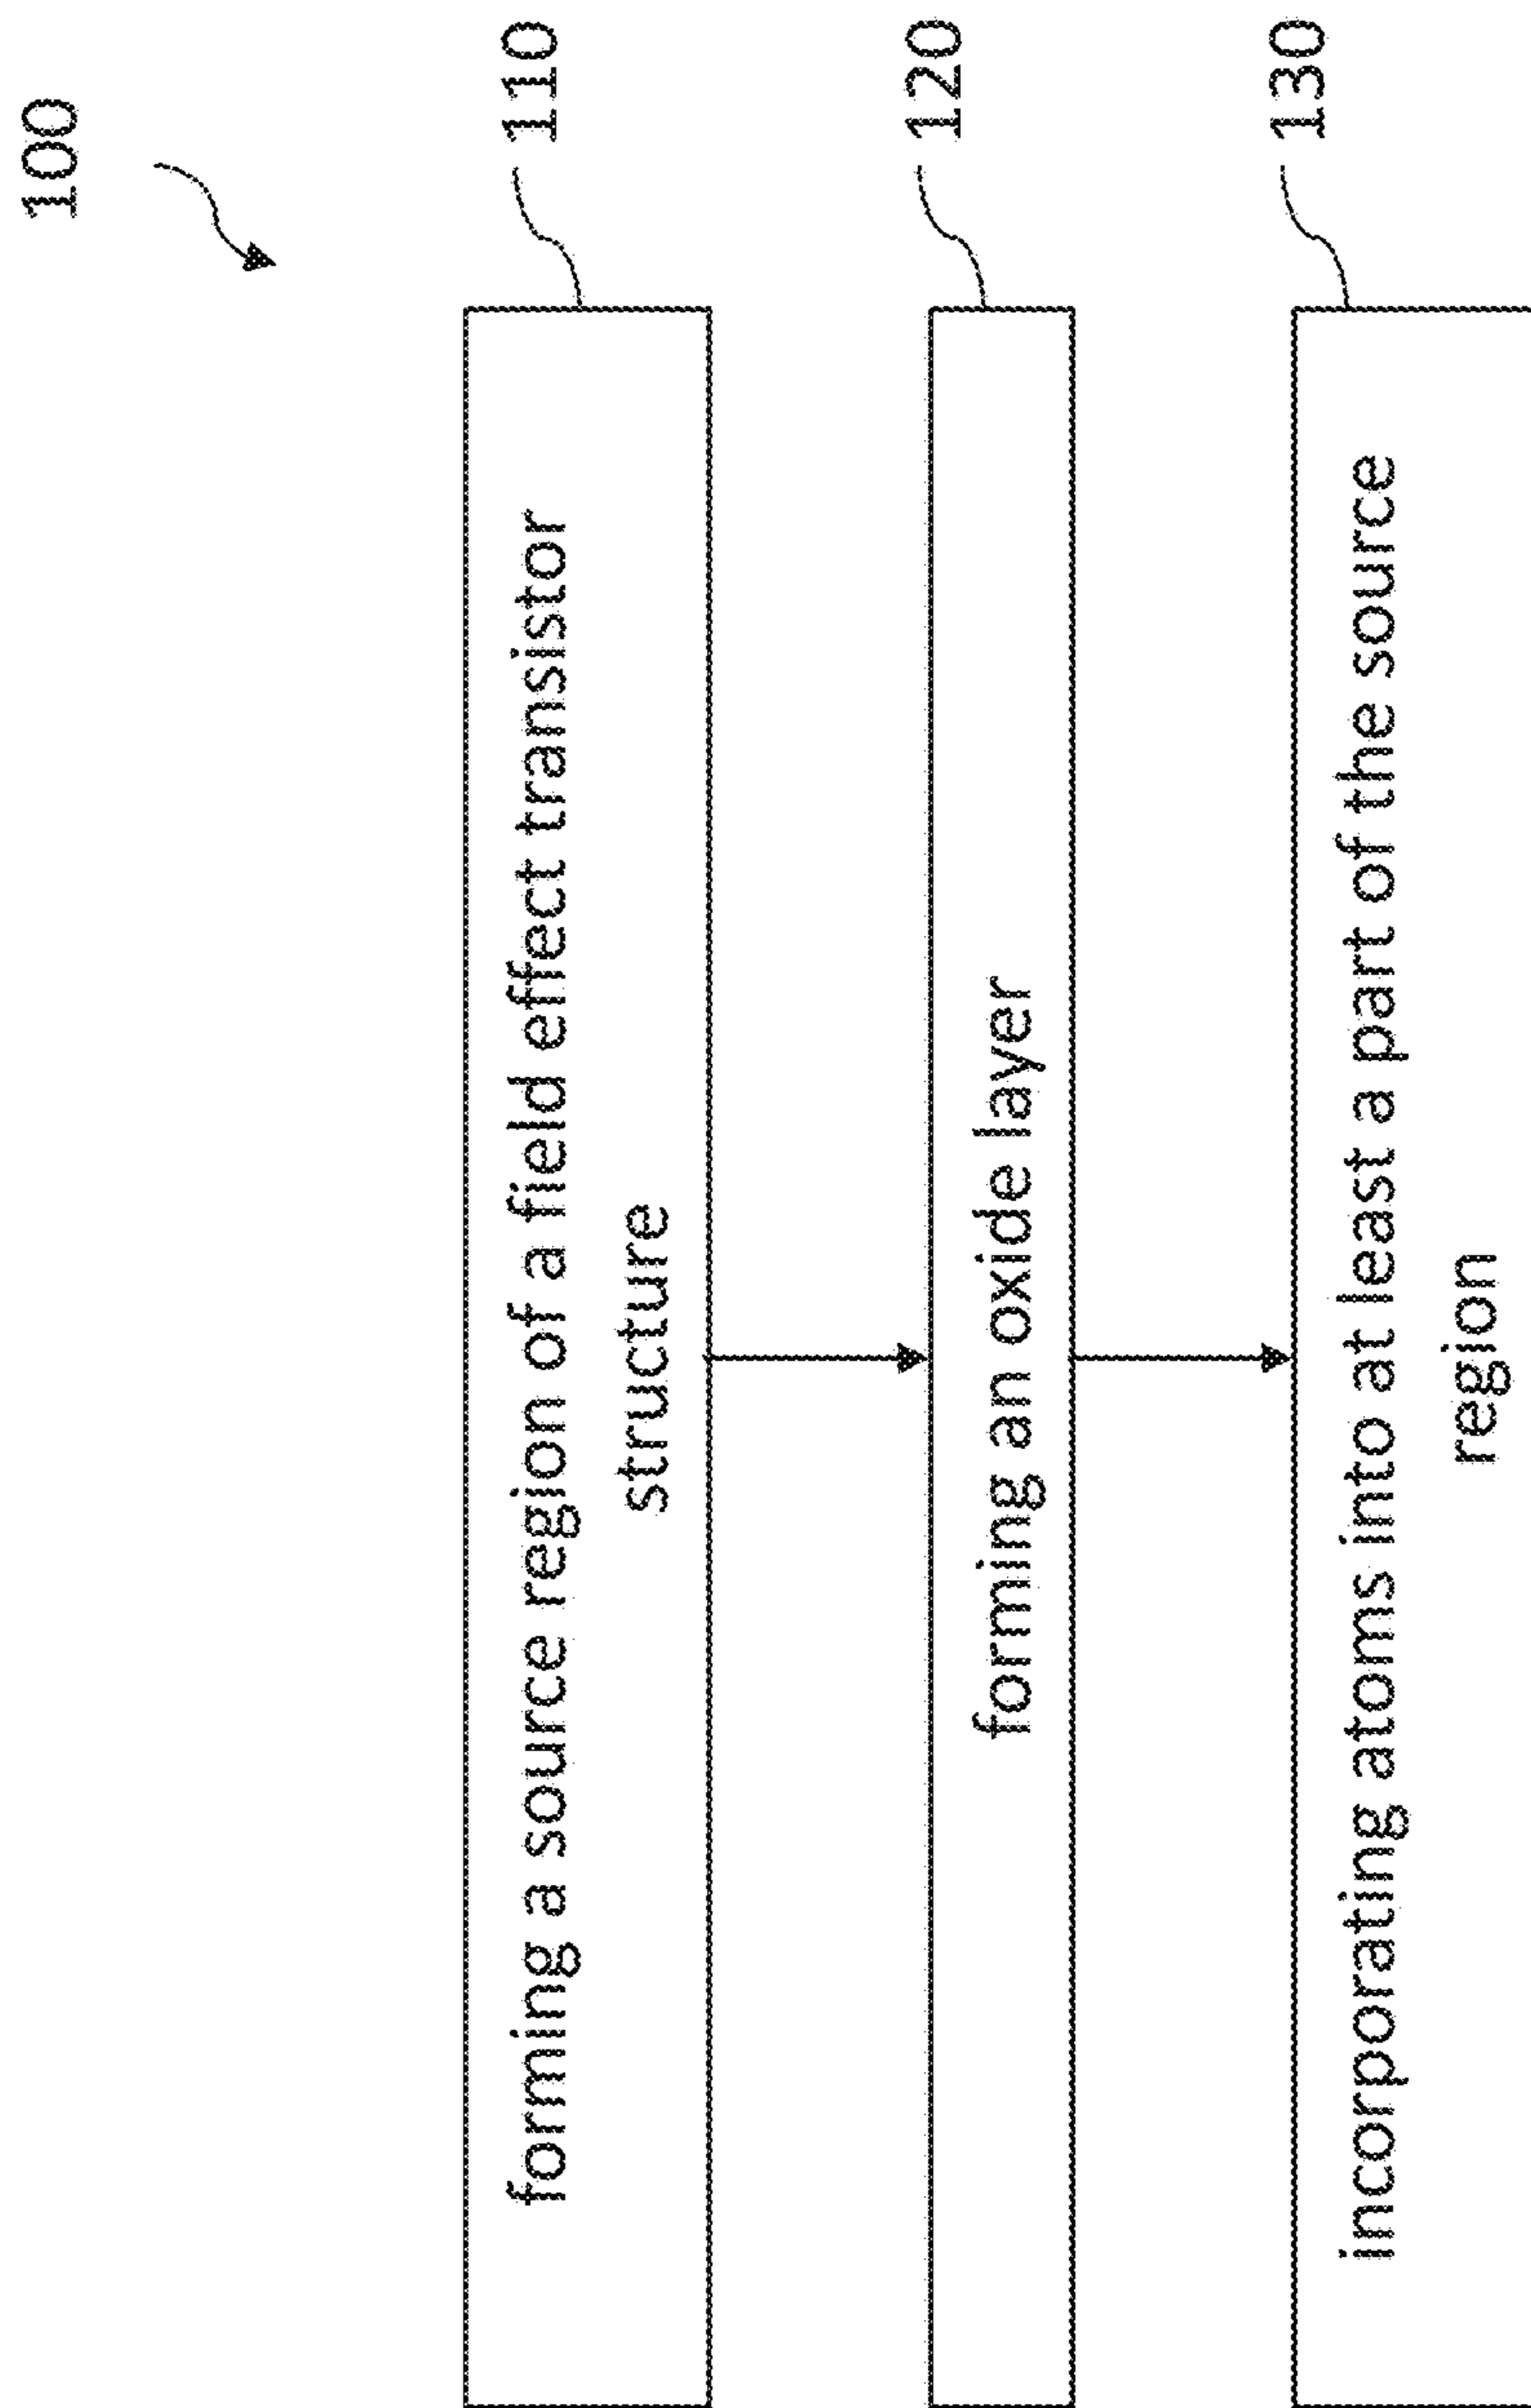 100
110
forming a source region of a field effect transistor
structure
120
forming an oxide layer
130
incorporating atoms into at least a part of the source
region